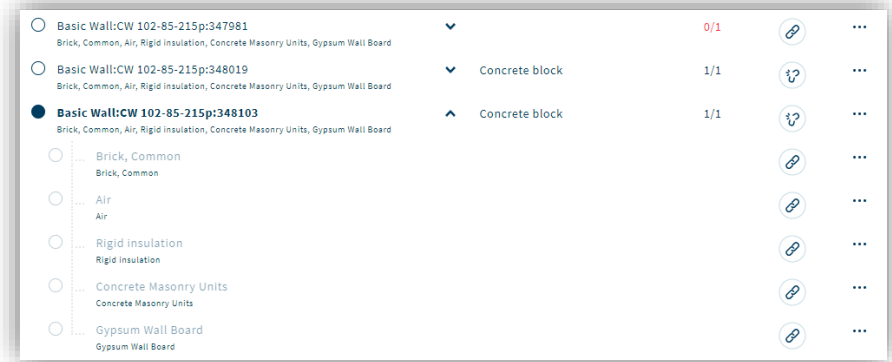 Basic Wall:CW 102-85-215p:347981 0/1
Brick, Common, Air, Rigid insulation, Concrete Masonry Units, Gypsum Wall Board
Basic Wall:CW 102-85-215p:348019 Concrete block 1/1
Brick, Common, Air, Rigid insulation, Concrete Masonry Units, Gypsum Wall Board
Basic Wall:CW 102-85-215p:348103 Concrete block 1/1
Brick, Common, Air, Rigid insulation, Concrete Masonry Units, Gypsum Wall Board
Brick, Common
Brick, Common
Air
Air
Rigid insulation
Rigid insulation
Concrete Masonry Units
Concrete Masonry Units
Gypsum Wall Board
Gypsum Wall Board